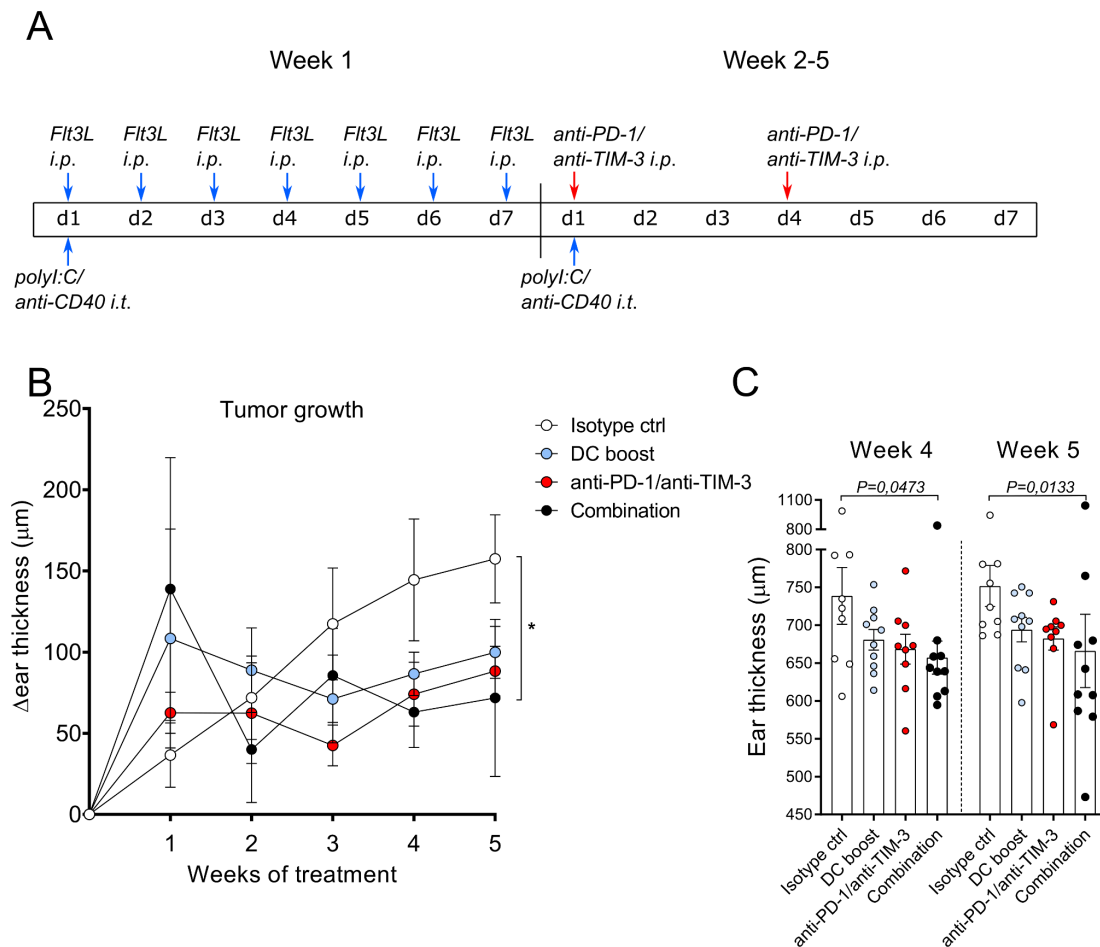 A
Week 1
Week 2-5
Flt3L Flt3L Flt3L Flt3L Flt3L Flt3L Flt3L anti-PD-1/ anti-PD-1/
i.p. i.p. i.p. i.p. i.p. i.p. i.p. anti-TIM-3 i.p. anti-TIM-3 i.p.
d1 d2 d3 d4 d5 d6 d7 d1 d2 d3 d4 d5 d6 d7
polyI:C/ polyI:C/
anti-CD40 i.t. anti-CD40 i.t.
B
Tumor growth
250
200
150
100
50
0
Δear thickness (μm)
1 2 3 4 5
Weeks of treatment
Isotype ctrl
DC boost
anti-PD-1/anti-TIM-3
Combination
*
C
Week 4 Week 5
P=0,0473 P=0,0133
1100
800
800
750
700
650
600
550
500
450
Ear thickness (μm)
Isotype ctrl
DC boost
anti-PD-1/anti-TIM-3
Combination
Isotype ctrl
DC boost
anti-PD-1/anti-TIM-3
Combination